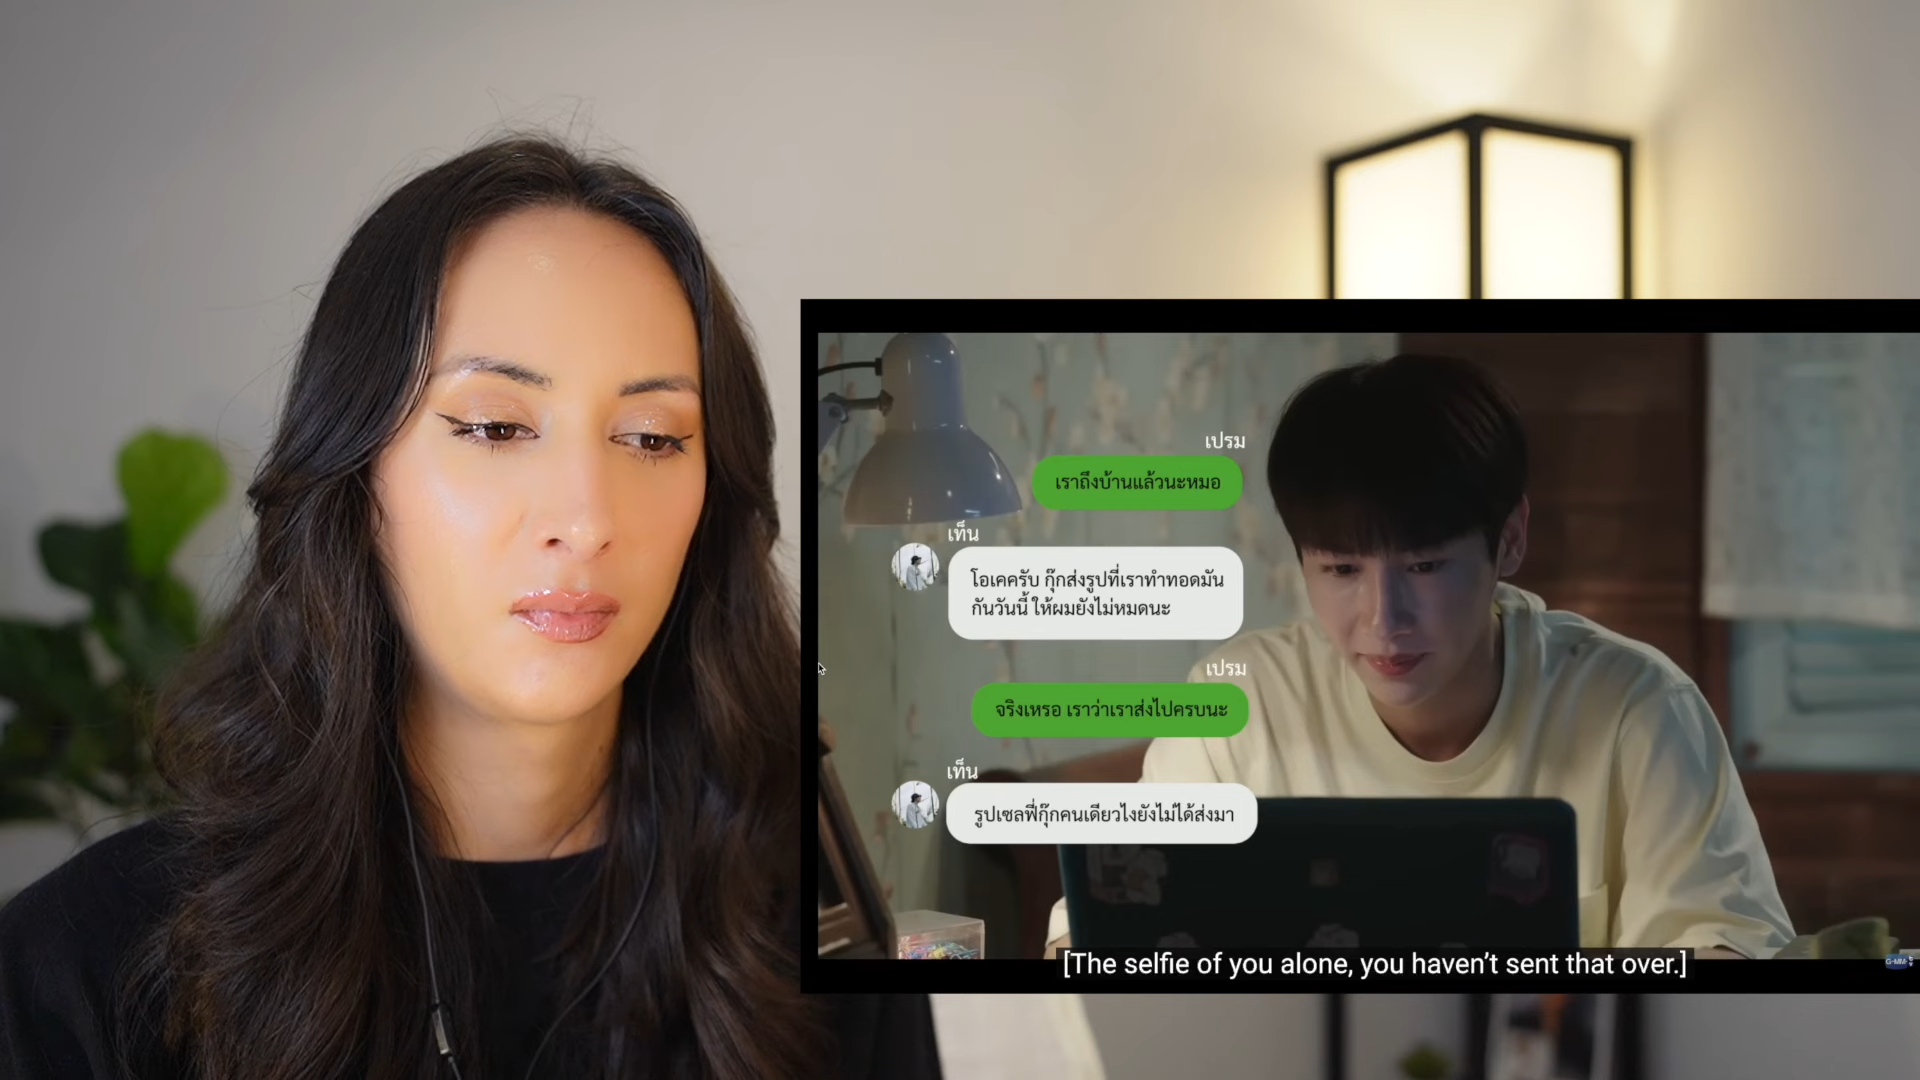 เปรม
เราถึงบ้านแล้วนะหมอ
เท็น
โอเคครับ กุ๊กส่งรูปที่เราทำทอดมัน
กันวันนี้ ให้ผมยังไม่หมดนะ
เปรม
จริงเหรอ เราว่าเราส่งไปครบนะ
เท็น
รูปเซลฟี่กุ๊กคนเดียวไงยังไม่ได้ส่งมา
[The selfie of you alone, you haven't sent that over.]